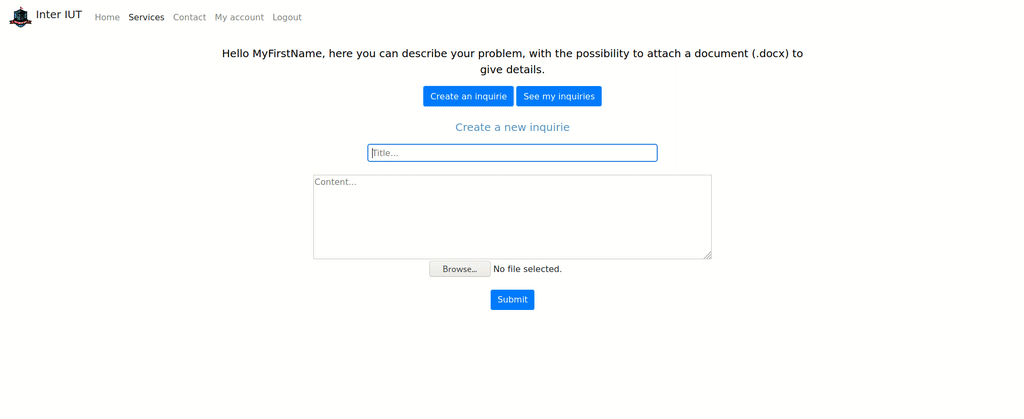 Inter IUT Home Services Contact My account Logout
Hello MyFirstName, here you can describe your problem, with the possibility to attach a document (.docx) to
give details.
Create an inquirie See my inquiries
Create a new inquirie
Title...
Content...
Browse... No file selected.
Submit